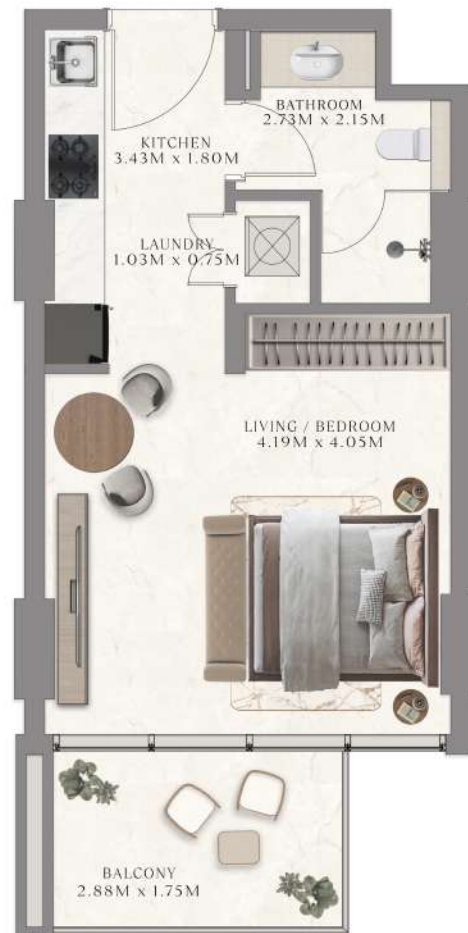 BATHROOM
2.73M x 2.15M
KITCHEN
3.43M x 1.80M
LAUNDRY
1.03M x 0.75M
LIVING / BEDROOM
4.19M x 4.05M
BALCONY
2.88M x 1.75M